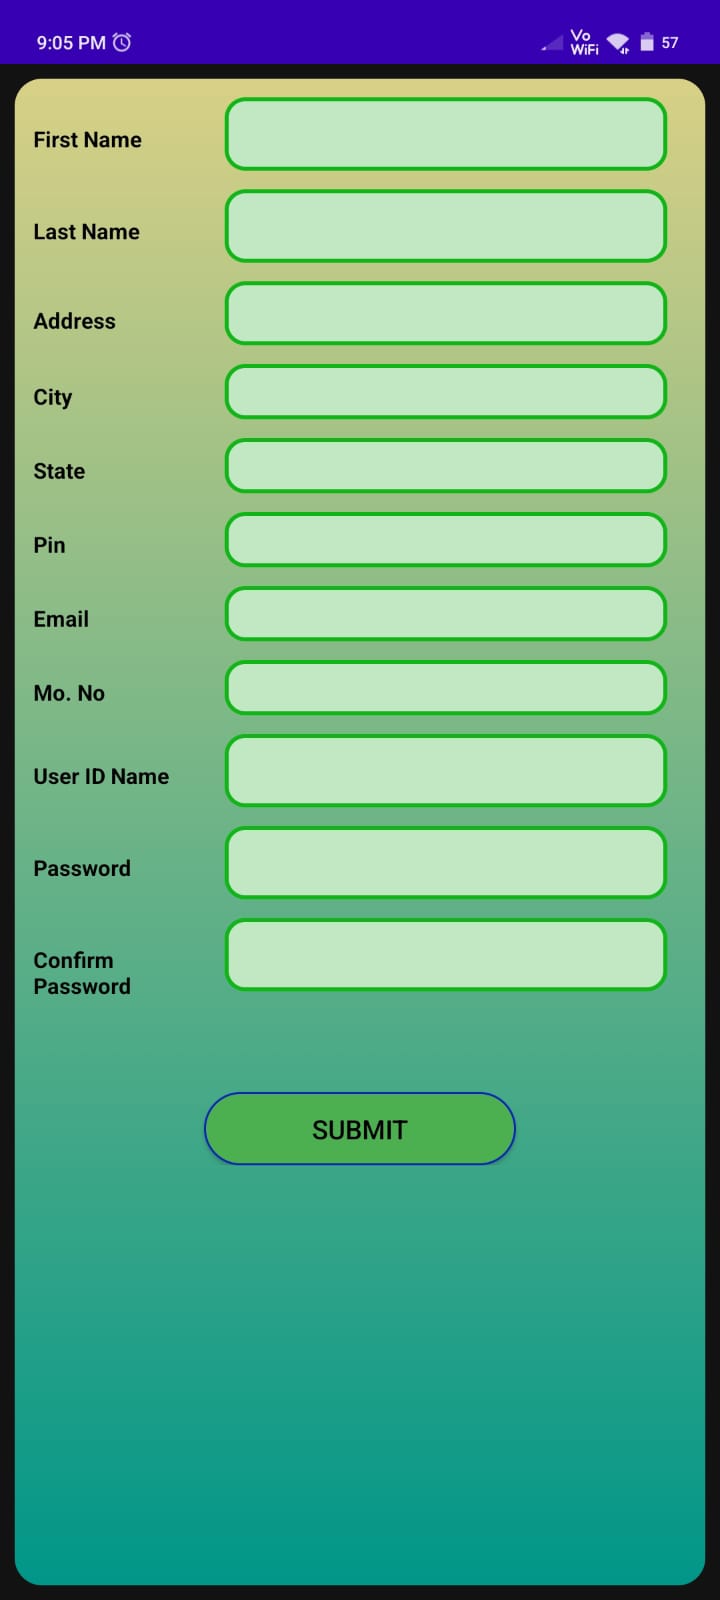 9:05 PM
Vo
WiFi
57
First Name
Last Name
Address
City
State
Pin
Email
Mo. No
User ID Name
Password
Confirm
Password
SUBMIT